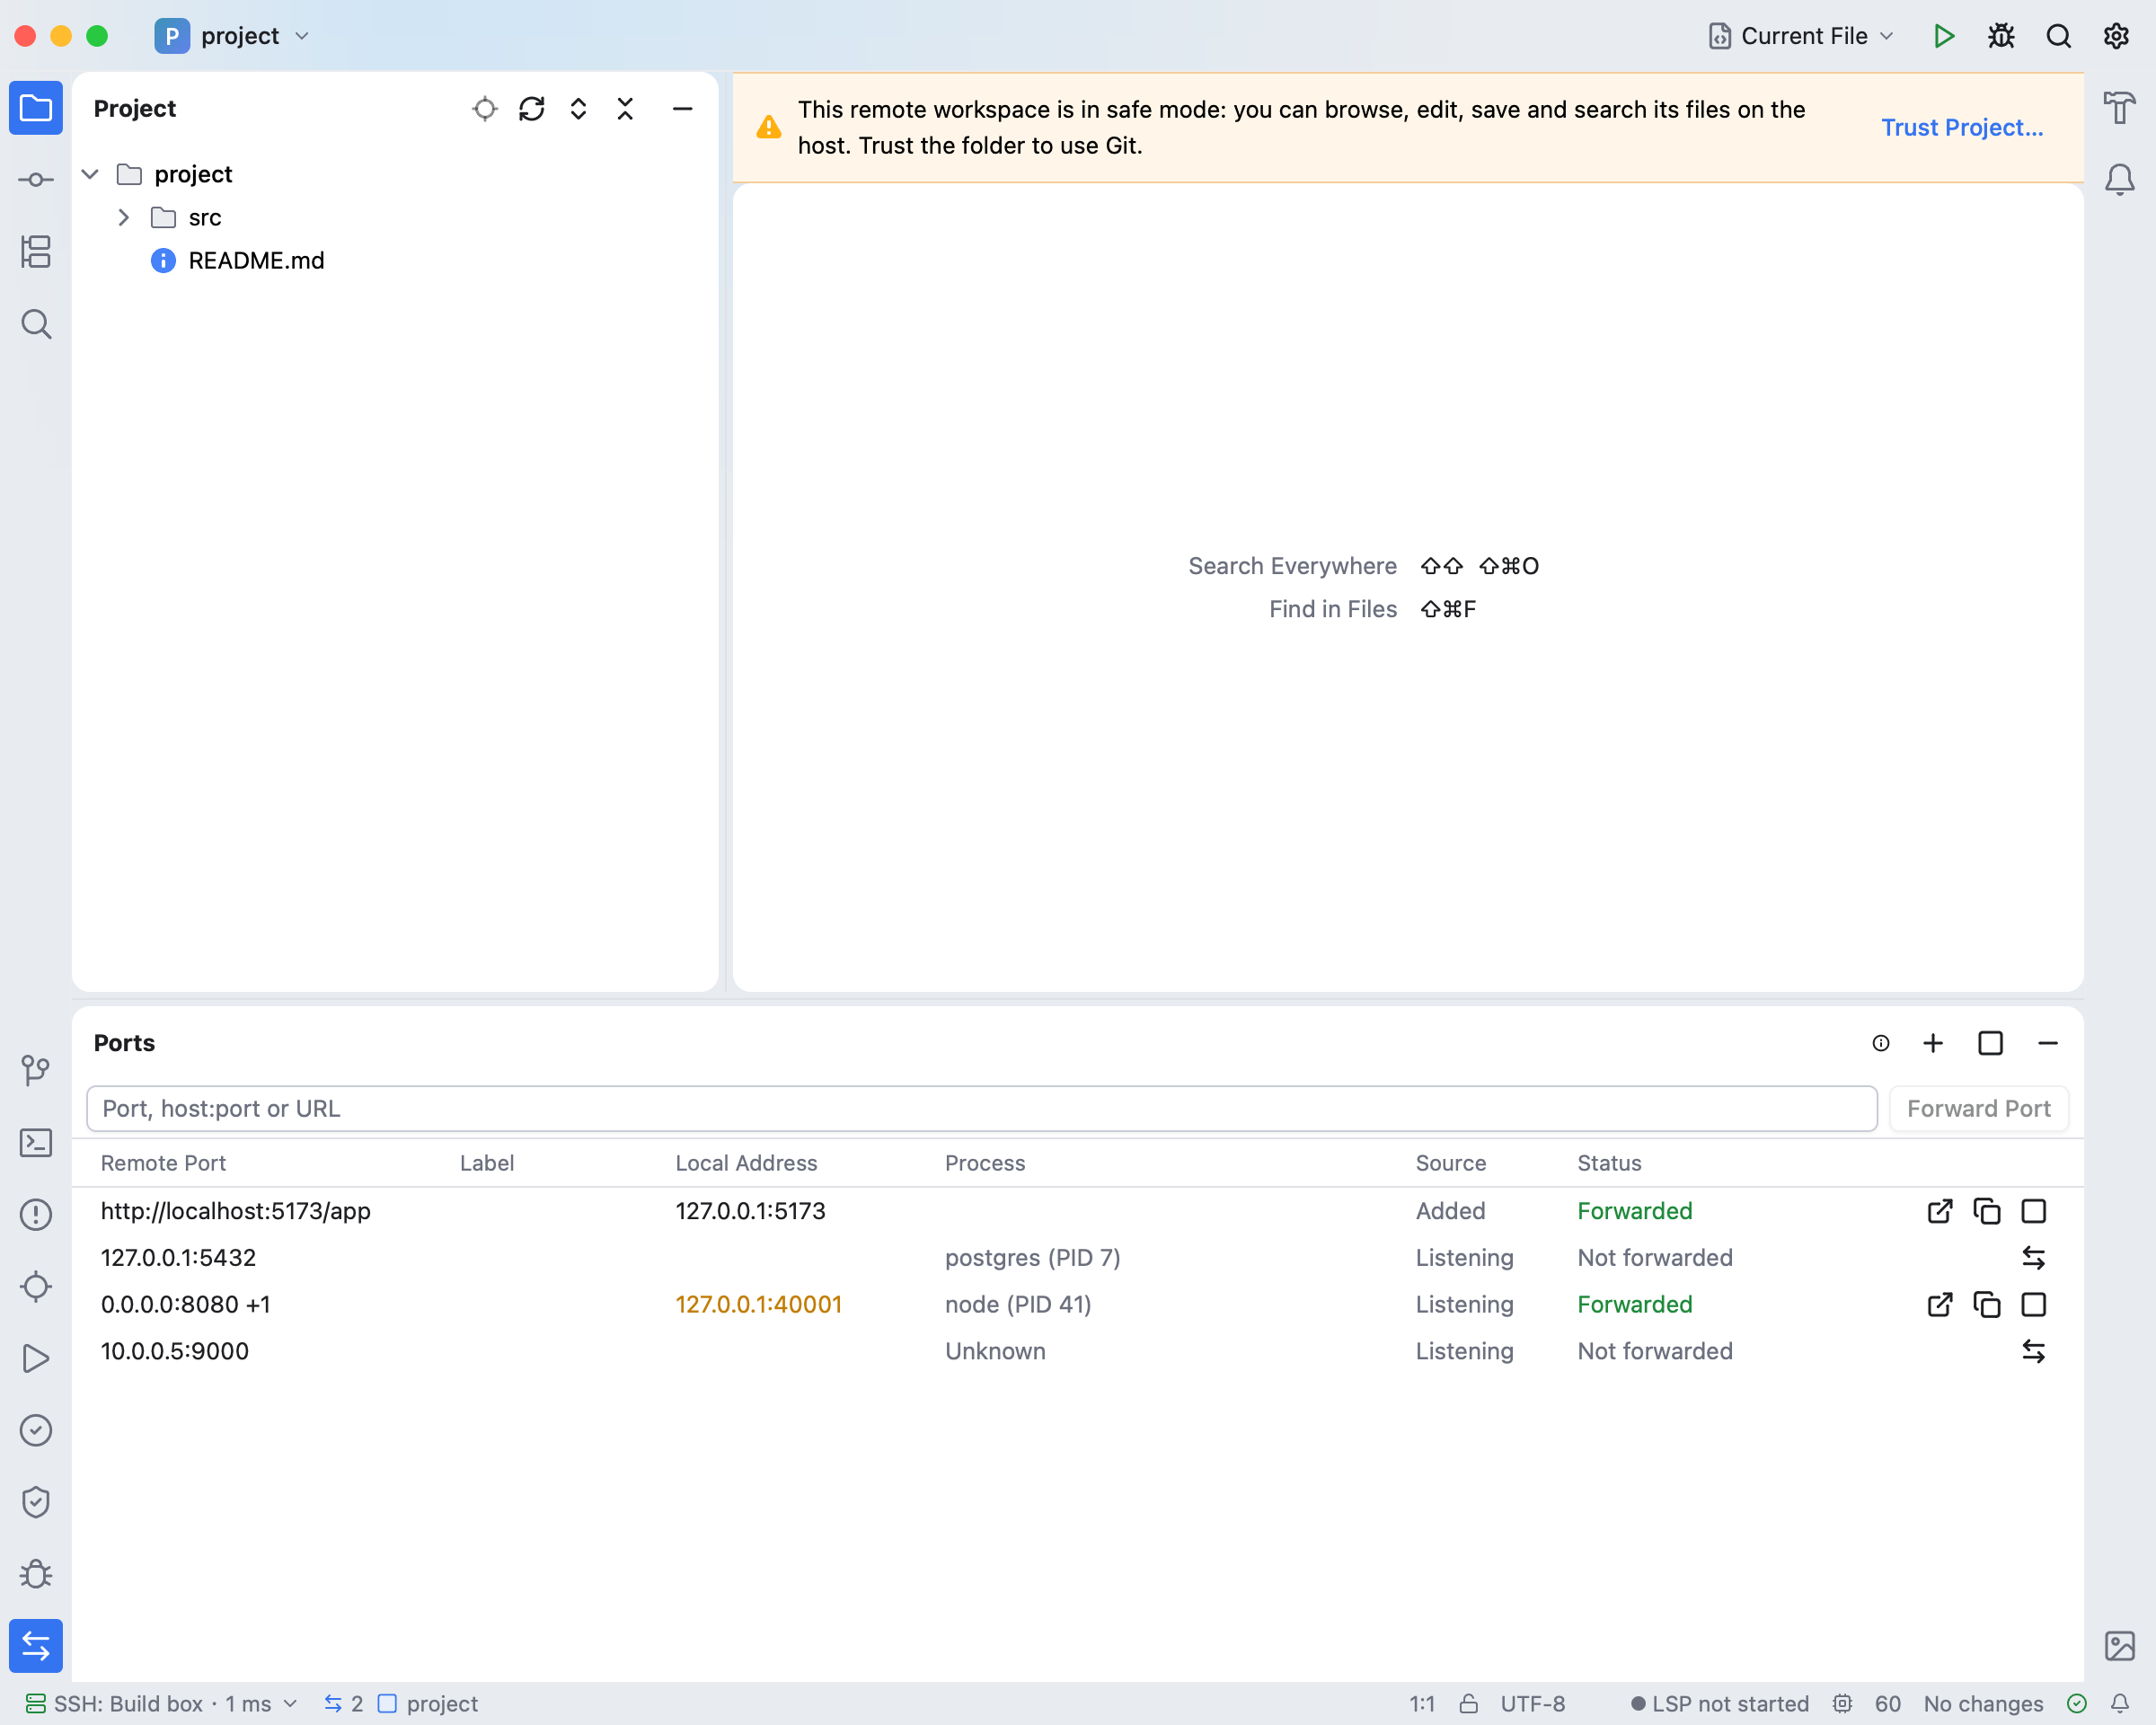 P project
Current File
Project
project
src
README.md
This remote workspace is in safe mode: you can browse, edit, save and search its files on the
host. Trust the folder to use Git.
Trust Project...
Search Everywhere ⇧⇧ ⇧⌘O
Find in Files ⇧⌘F
Ports
Port, host:port or URL
Forward Port
Remote Port Label Local Address Process Source Status
http://localhost:5173/app 127.0.0.1:5173 Added Forwarded
127.0.0.1:5432 postgres (PID 7) Listening Not forwarded
0.0.0.0:8080 +1 127.0.0.1:40001 node (PID 41) Listening Forwarded
10.0.0.5:9000 Unknown Listening Not forwarded
SSH: Build box · 1 ms 2 project 1:1 UTF-8 LSP not started 60 No changes